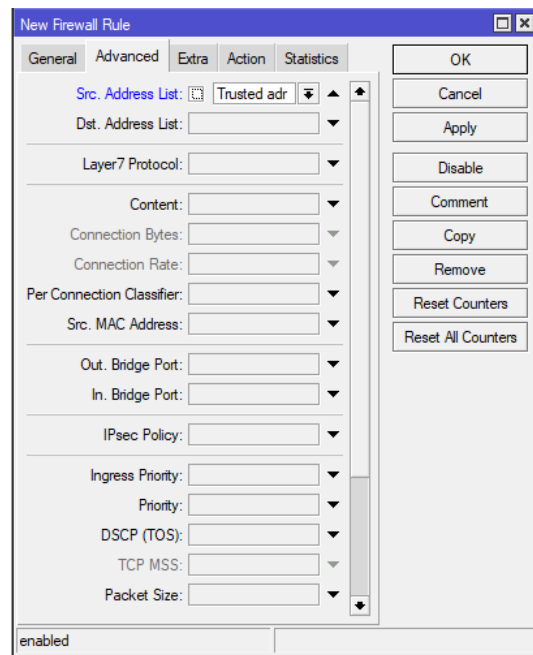 New Firewall Rule
General Advanced Extra Action Statistics
Src. Address List: Trusted adr
Dst. Address List:
Layer7 Protocol:
Content:
Connection Bytes:
Connection Rate:
Per Connection Classifier:
Src. MAC Address:
Out. Bridge Port:
In. Bridge Port:
IPsec Policy:
Ingress Priority:
Priority:
DSCP (TOS):
TCP MSS:
Packet Size:
OK
Cancel
Apply
Disable
Comment
Copy
Remove
Reset Counters
Reset All Counters
enabled